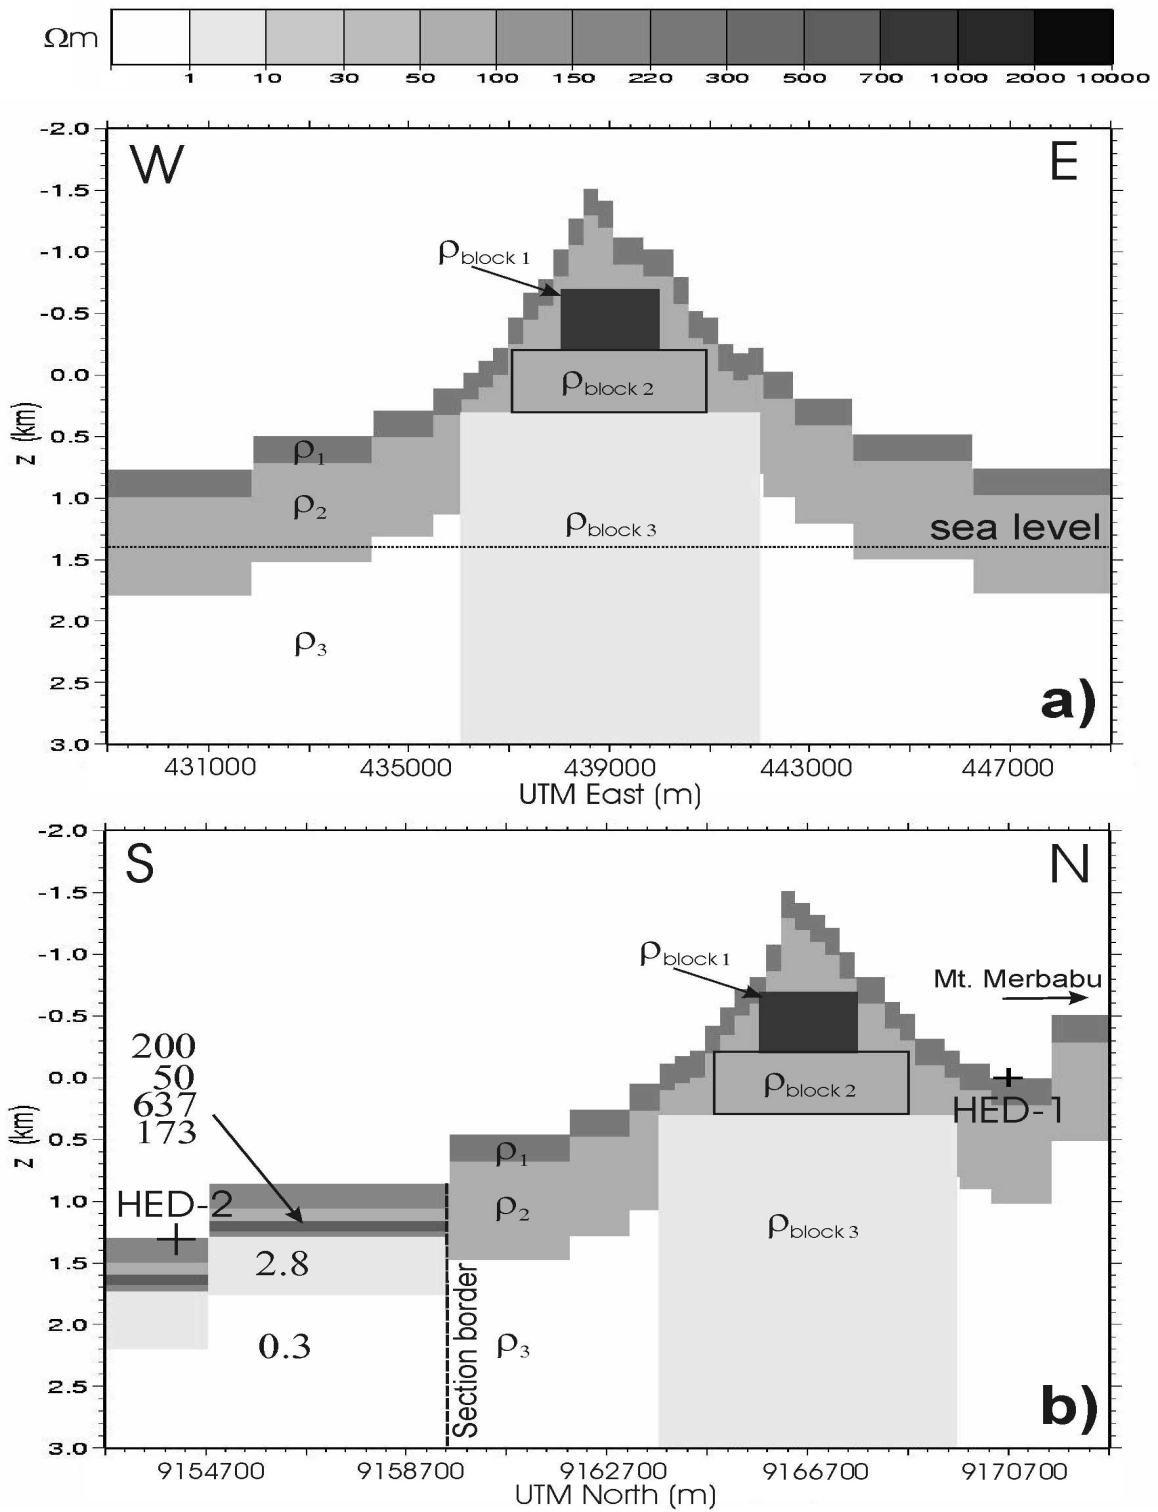 Ωm
1 10 30 50 100 150 220 300 500 700 1000 2000 10000
-2.0
W E
-1.5
-1.0
ρblock 1
-0.5
0.0
ρblock 2
z (km)
0.5
ρ1
1.0
ρ2
ρblock 3
sea level
1.5
2.0
ρ3
2.5
a)
3.0
431000 435000 439000 443000 447000
UTM East (m)
-2.0
S N
-1.5
-1.0
ρblock 1
Mt. Merbabu
-0.5
200
50
637
173
0.0
ρblock 2
HED-1
z (km)
0.5
ρ1
1.0
HED-2
ρ2
ρblock 3
1.5
2.8
2.0
0.3
Section border
ρ3
2.5
b)
3.0
9154700 9158700 9162700 9166700 9170700
UTM North (m)